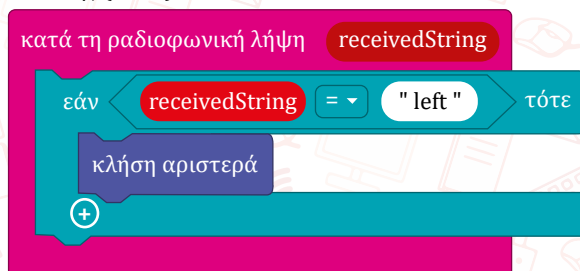 κατά τη ραδιοφωνική λήψη receivedString
εάν receivedString = " left " τότε
κλήση αριστερά